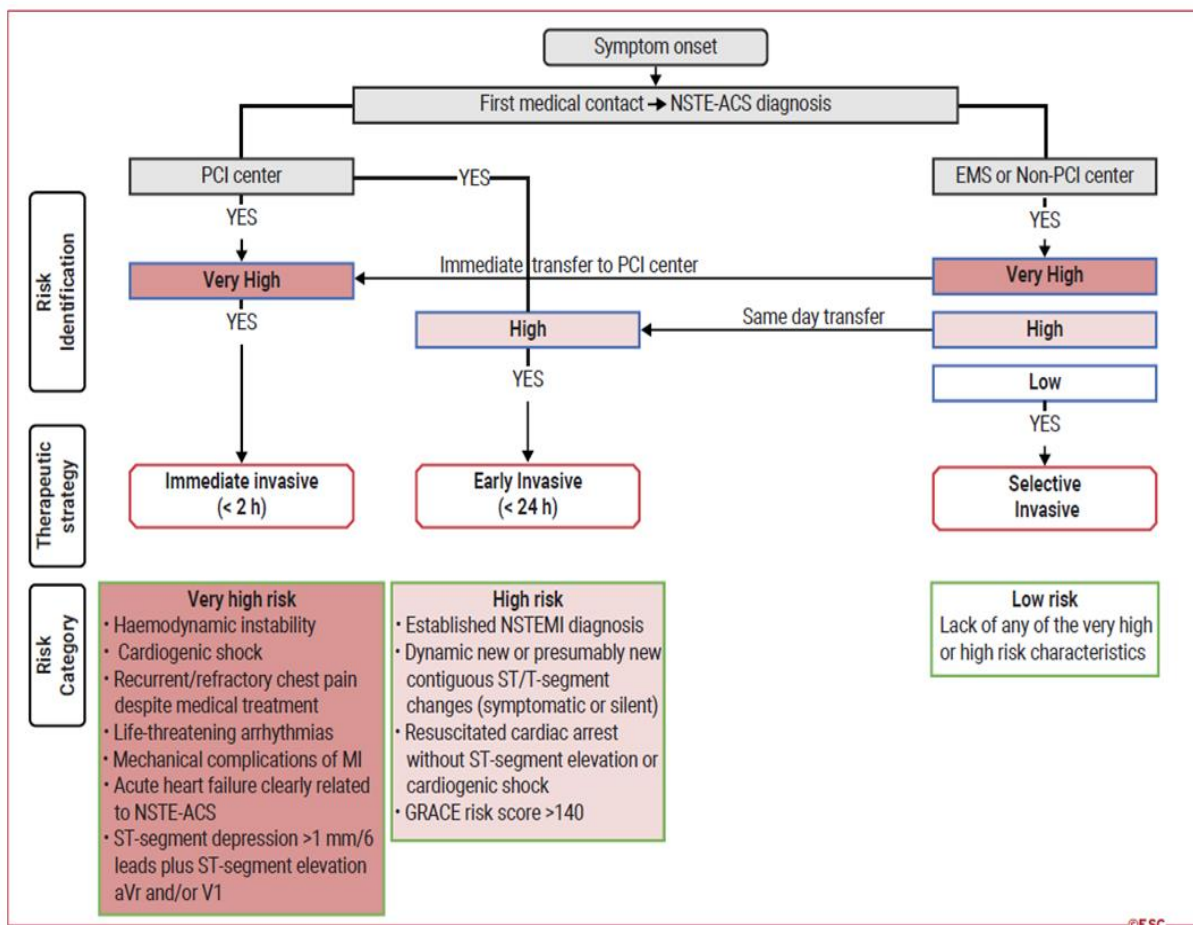 Symptom onset
First medical contact → NSTE-ACS diagnosis
PCI center
YES
EMS or Non-PCI center
YES
YES
Risk
Identification
Very High
Immediate transfer to PCI center
Very High
YES
High
Same day transfer
High
YES
Low
YES
Therapeutic
strategy
Immediate invasive
(< 2 h)
Early Invasive
(< 24 h)
Selective
Invasive
Risk
Category
Very high risk
• Haemodynamic instability
• Cardiogenic shock
• Recurrent/refractory chest pain
despite medical treatment
• Life-threatening arrhythmias
• Mechanical complications of MI
• Acute heart failure clearly related
to NSTE-ACS
• ST-segment depression >1 mm/6
leads plus ST-segment elevation
aVr and/or V1
High risk
• Established NSTEMI diagnosis
• Dynamic new or presumably new
contiguous ST/T-segment
changes (symptomatic or silent)
• Resuscitated cardiac arrest
without ST-segment elevation or
cardiogenic shock
• GRACE risk score >140
Low risk
Lack of any of the very high
or high risk characteristics
©ESC